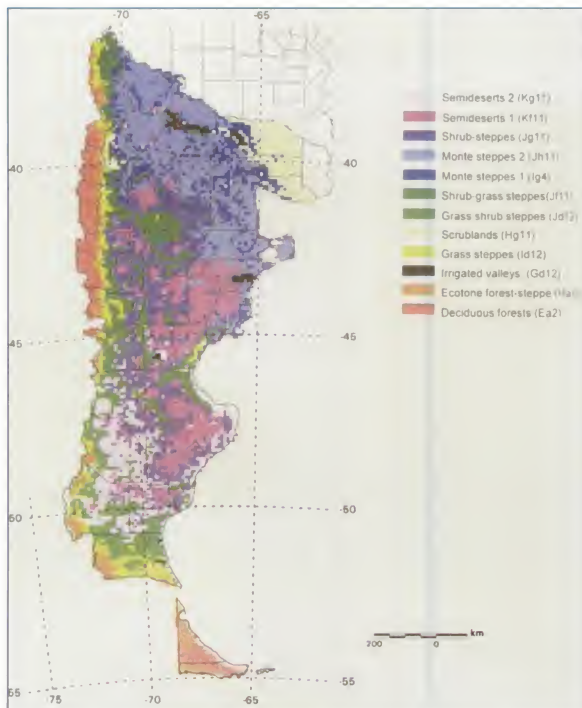 -70 -65
Semideserts 2 (Kg11)
Semideserts 1 (Kf11)
Shrub-steppes (Jg11)
Monte steppes 2 (Jh11)
Monte steppes 1 (Ig4)
Shrub-grass steppes (Jf11)
Grass shrub steppes (Jd12)
Scrublands (Hg11)
Grass steppes (Id12)
Irrigated valleys (Gd12)
Ecotone forest-steppe
Deciduous forests (Ea2)
-40 -40
-45 -45
-50 -50
km
200 0
-55 -55
-75 -70 -65